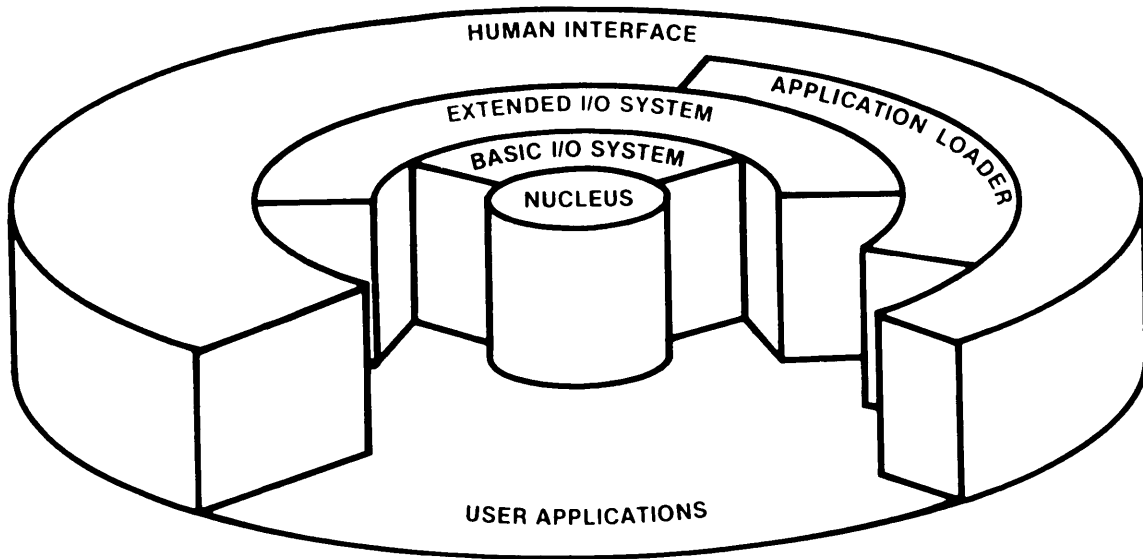 HUMAN INTERFACE
APPLICATION LOADER
EXTENDED I/O SYSTEM
BASIC I/O SYSTEM
NUCLEUS
USER APPLICATIONS